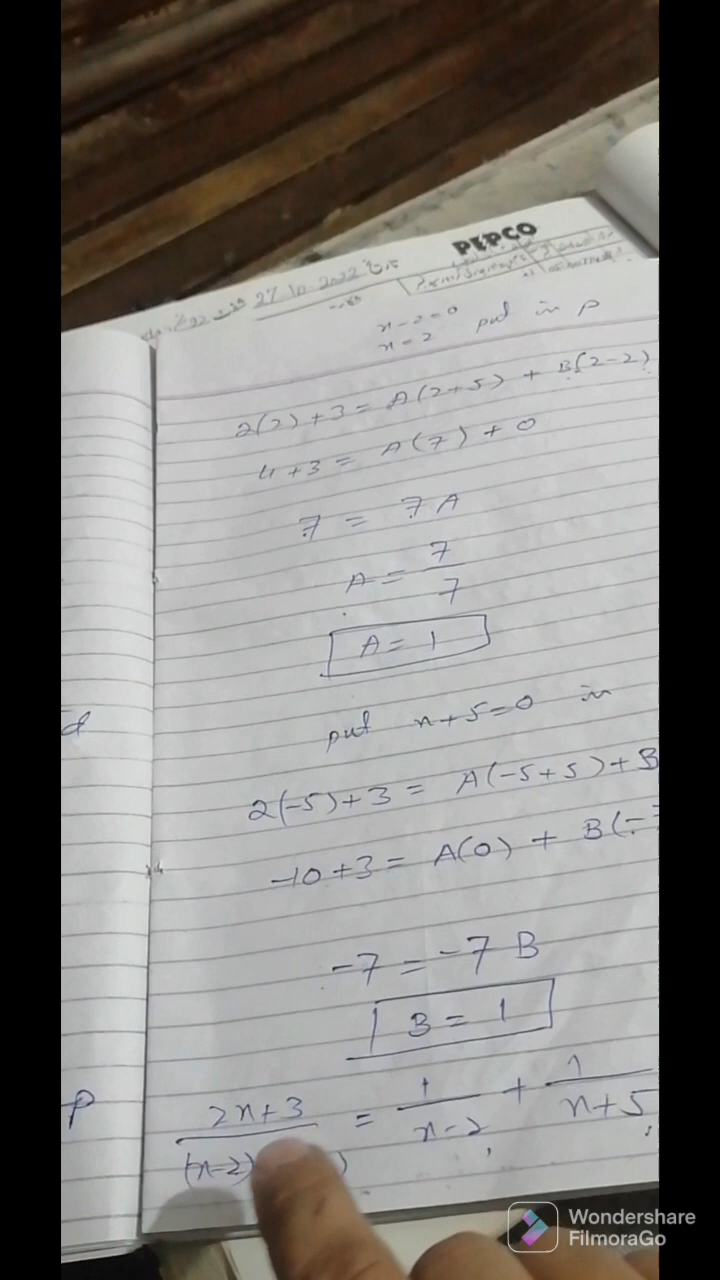 PEPCO
27 10 2022
x - 2 = 0 put in p
x = 2
2(2) + 3 = A(2+5) + B(2-2)
4 + 3 = A(7) + 0
7 = 7A
A = 7/7
A = 1
put x + 5 = 0 in
d
2(-5) + 3 = A(-5+5) + B
-10 + 3 = A(0) + B(-7
-7 = -7 B
B = 1
p
2x+3/(x-2) ) = 1/x-2 + 1/x+5
Wondershare
FilmoraGo